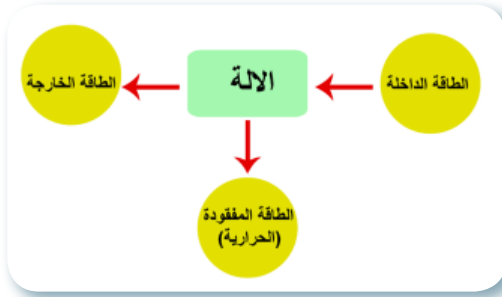 الطاقة الداخلة
الالة
الطاقة الخارجة
الطاقة المفقودة
(الحرارية)